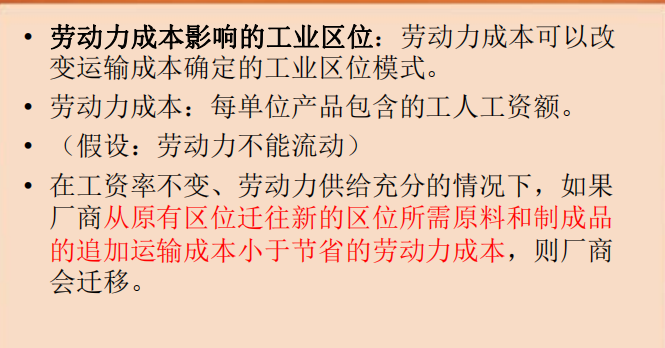 • 劳动力成本影响的工业区位：劳动力成本可以改
变运输成本确定的工业区位模式。
• 劳动力成本：每单位产品包含的工人工资额。
• （假设：劳动力不能流动）
• 在工资率不变、劳动力供给充分的情况下，如果
厂商从原有区位迁往新的区位所需原料和制成品
的追加运输成本小于节省的劳动力成本，则厂商
会迁移。